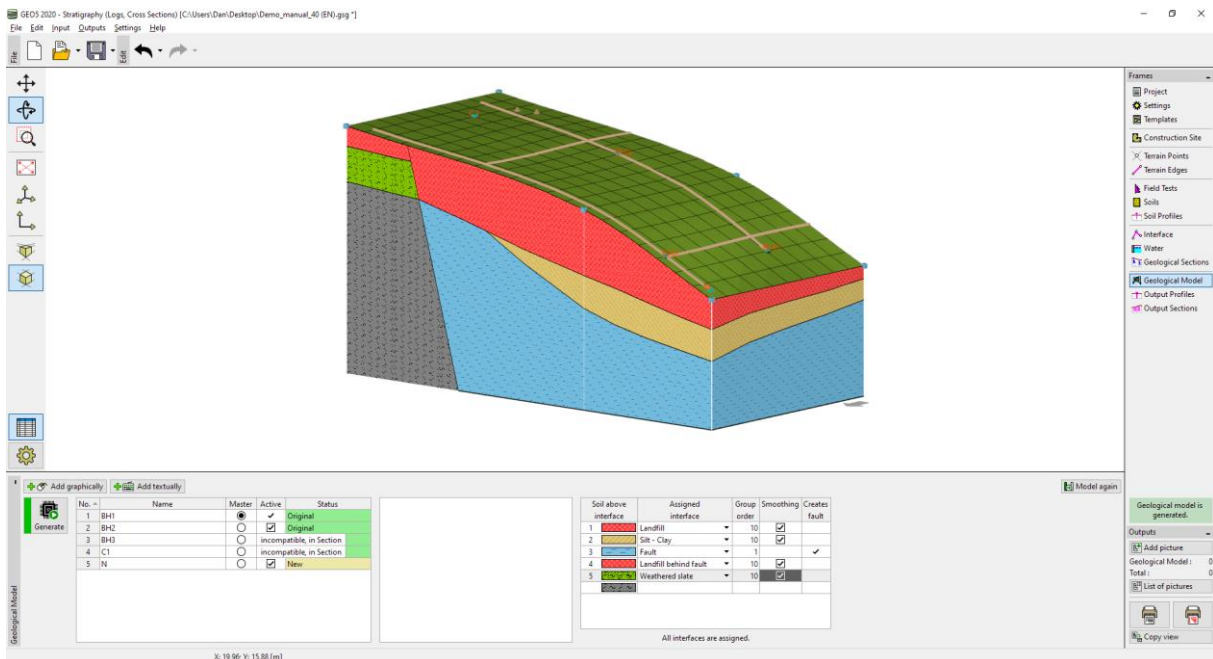 GEO5 2020 - Stratigraphy (Logs, Cross Sections) [C:\Users\Dan\Desktop\Demo_manual_40 (EN).gsg *]
File Edit Input Outputs Settings Help
File
Edit
Frames
Project
Settings
Templates
Construction Site
Terrain Points
Terrain Edges
Field Tests
Soils
Soil Profiles
Interface
Water
Geological Sections
Geological Model
Output Profiles
Output Sections
Add graphically Add textually
Model again
Generate
No. Name Master Active Status
1 BH1 Original
2 BH2 Original
3 BH3 incompatible, in Section
4 C1 incompatible, in Section
5 N New
Soil above interface Assigned interface Group order Smoothing Creates fault
1 Landfill 10
2 Silt - Clay 10
3 Fault 1
4 Landfill behind fault 10
5 Weathered slate 10
All interfaces are assigned.
Geological model is generated.
Outputs
Add picture
Geological Model : 0
Total : 0
List of pictures
Copy view
Geological Model
X: 19.96; Y: 15.88 [m]